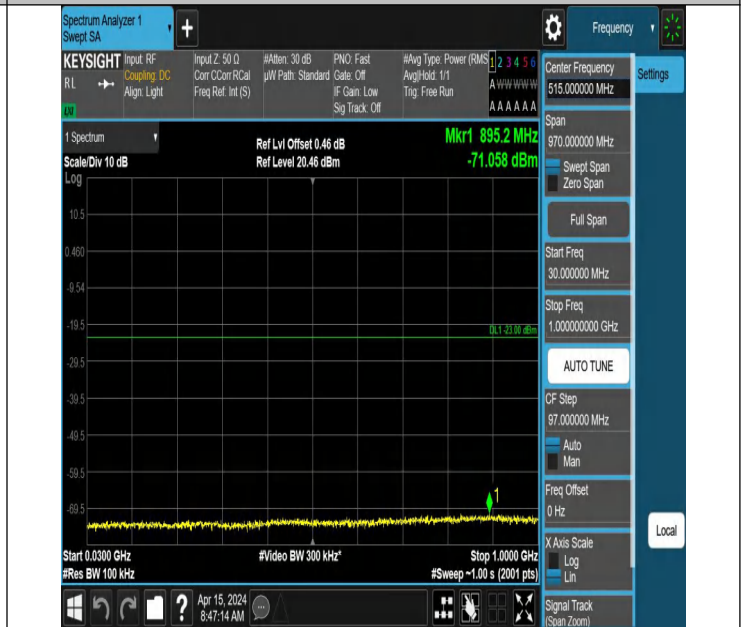 Spectrum Analyzer 1
Swept SA
+
Frequency
KEYSIGHT
RL
Input: RF
Coupling: DC
Align: Light
Input Z: 50 Ω
Corr CCorr RCal
Freq Ref: Int (S)
#Atten: 30 dB
µW Path: Standard
PNO: Fast
Gate: Off
IF Gain: Low
Sig Track: Off
#Avg Type: Power (RMS
Avg|Hold: 1/1
Trig: Free Run
1 2 3 4 5 6
A W W W W W
A A A A A A
1 Spectrum
Scale/Div 10 dB
Ref Lvl Offset 0.46 dB
Ref Level 20.46 dBm
Mkr1 895.2 MHz
-71.058 dBm
Log
10.5
0.460
-9.54
-19.5
-29.5
-39.5
-49.5
-59.5
-69.5
DL1 -23.00 dBm
1
Start 0.0300 GHz
#Res BW 100 kHz
#Video BW 300 kHz*
Stop 1.0000 GHz
#Sweep ~1.00 s (2001 pts)
Center Frequency
515.000000 MHz
Settings
Span
970.000000 MHz
Swept Span
Zero Span
Full Span
Start Freq
30.000000 MHz
Stop Freq
1.000000000 GHz
AUTO TUNE
CF Step
97.000000 MHz
Auto
Man
Freq Offset
0 Hz
X Axis Scale
Log
Lin
Local
Signal Track
(Span Zoom)
?
Apr 15, 2024
8:47:14 AM